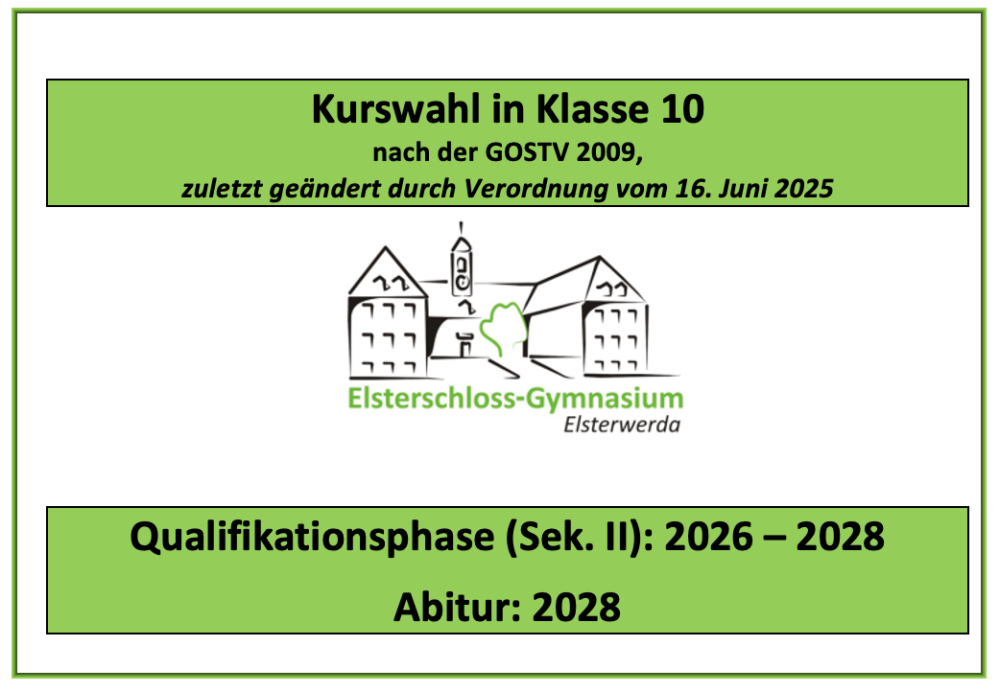 Kurswahl in Klasse 10
nach der GOSTV 2009,
zuletzt geändert durch Verordnung vom 16. Juni 2025
Elsterschloss-Gymnasium
Elsterwerda
Qualifikationsphase (Sek. II): 2026 – 2028
Abitur: 2028